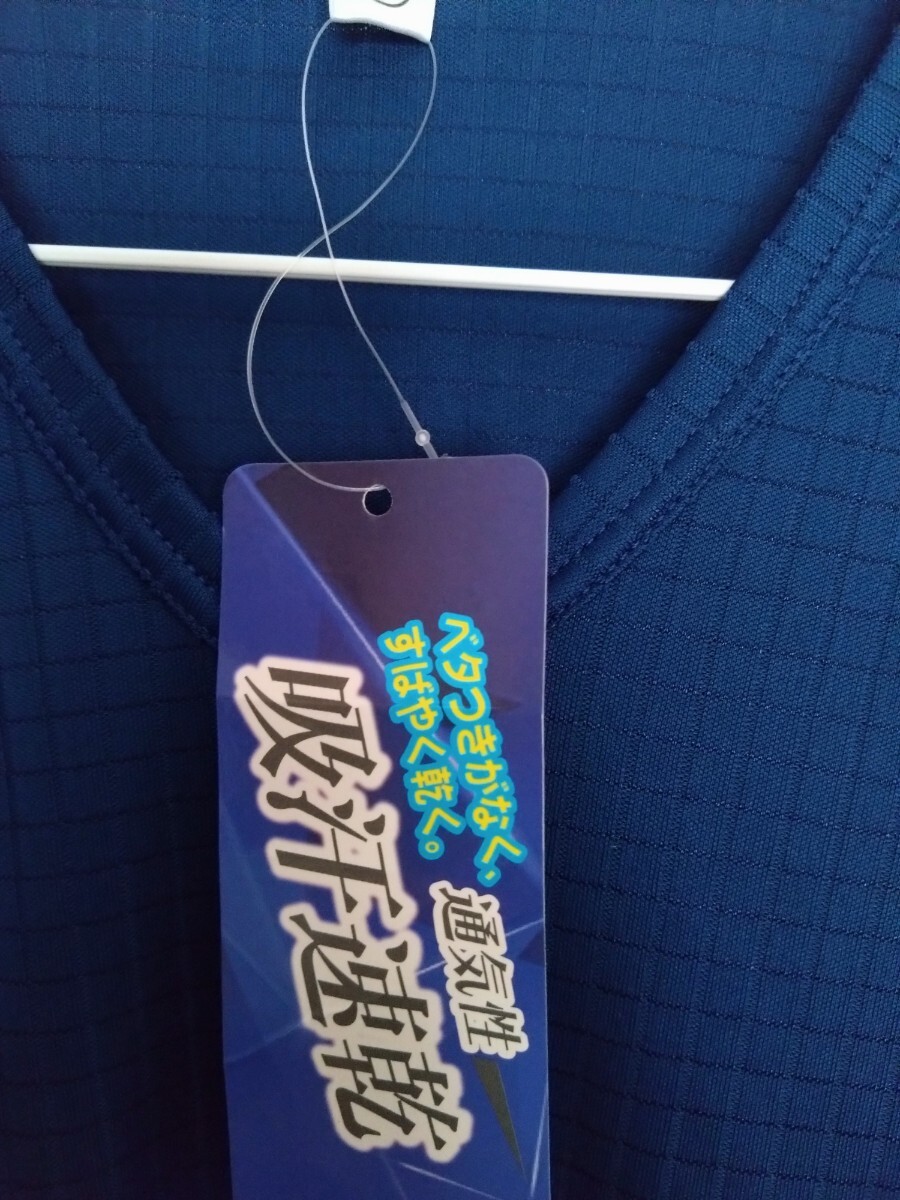 ベタつきがなく、
すばやく乾く。
通気性
吸汗速乾